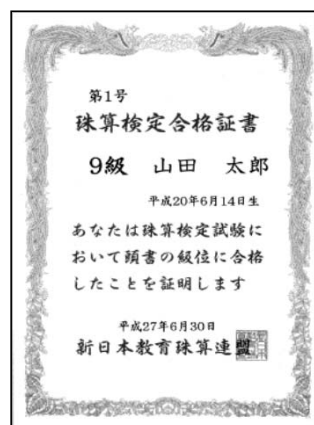 第1号
珠算検定合格証書
9級 山田 太郎
平成20年6月14日生
あなたは珠算検定試験に
おいて頭書の級位に合格
したことを証明します
平成27年6月30日
新日本教育珠算連盟